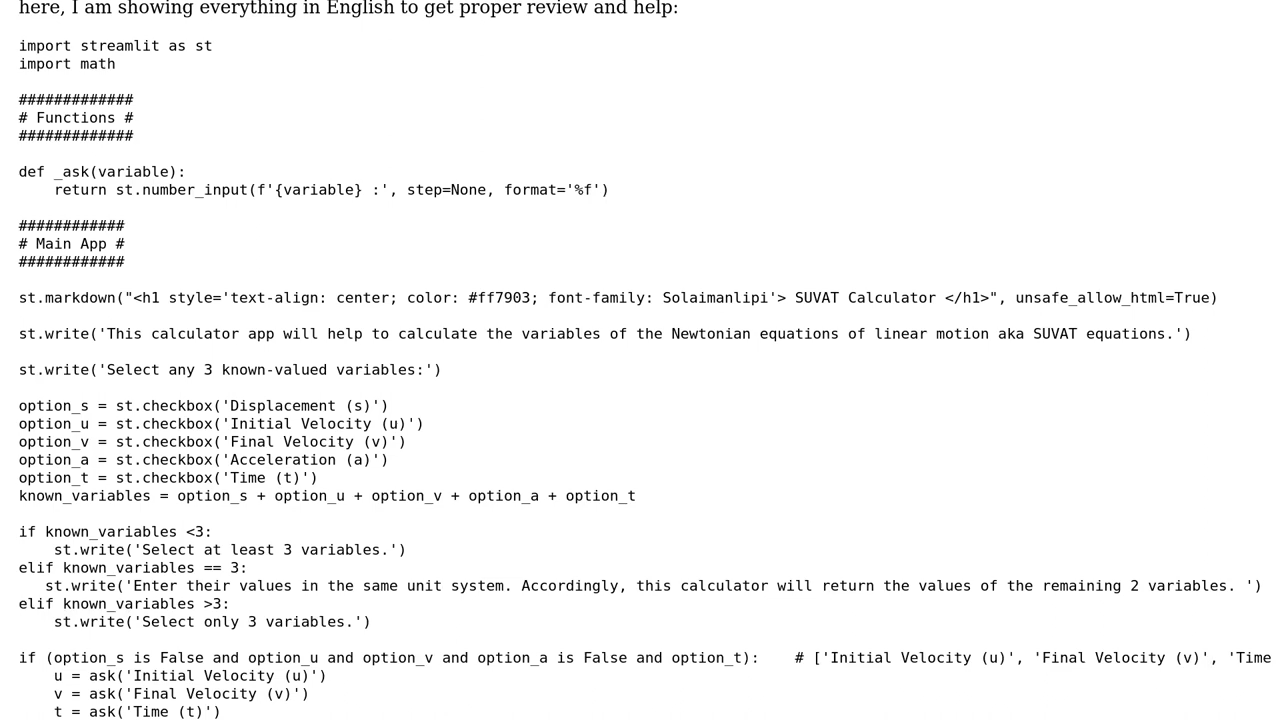 here, I am showing everything in English to get proper review and help:
import streamlit as st
import math
#############
# Functions #
#############
def _ask(variable):
    return st.number_input(f'{variable} :', step=None, format='%f')
############
# Main App #
############
st.markdown("<h1 style='text-align: center; color: #ff7903; font-family: Solaimanlipi'> SUVAT Calculator </h1>", unsafe_allow_html=True)
st.write('This calculator app will help to calculate the variables of the Newtonian equations of linear motion aka SUVAT equations.')
st.write('Select any 3 known-valued variables:')
option_s = st.checkbox('Displacement (s)')
option_u = st.checkbox('Initial Velocity (u)')
option_v = st.checkbox('Final Velocity (v)')
option_a = st.checkbox('Acceleration (a)')
option_t = st.checkbox('Time (t)')
known_variables = option_s + option_u + option_v + option_a + option_t
if known_variables <3:
    st.write('Select at least 3 variables.')
elif known_variables == 3:
   st.write('Enter their values in the same unit system. Accordingly, this calculator will return the values of the remaining 2 variables. ')
elif known_variables >3:
    st.write('Select only 3 variables.')
if (option_s is False and option_u and option_v and option_a is False and option_t):    # ['Initial Velocity (u)', 'Final Velocity (v)', 'Time
    u = ask('Initial Velocity (u)')
    v = ask('Final Velocity (v)')
    t = ask('Time (t)')